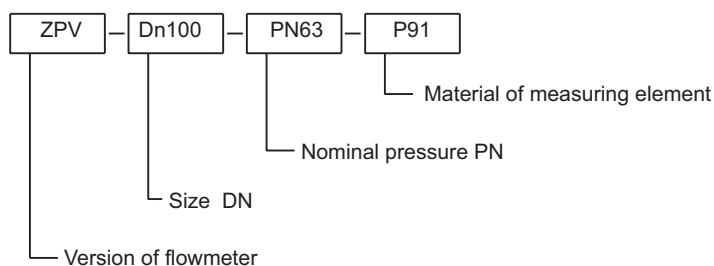 ZPV – Dn100 – PN63 – P91
Material of measuring element
Nominal pressure PN
Size DN
Version of flowmeter